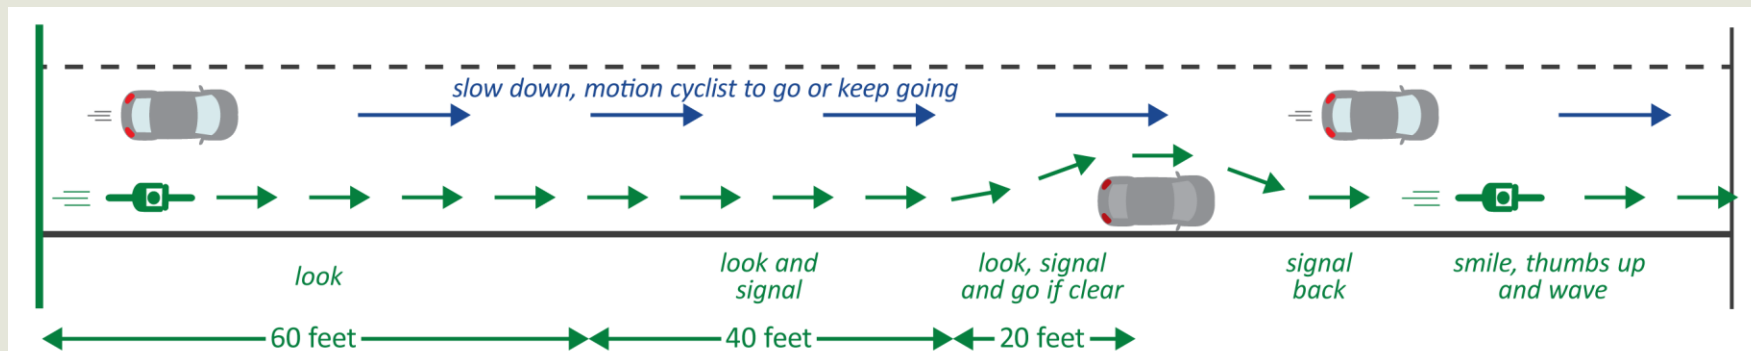 slow down, motion cyclist to go or keep going
look
look and
signal
look, signal
and go if clear
signal
back
smile, thumbs up
and wave
60 feet
40 feet
20 feet